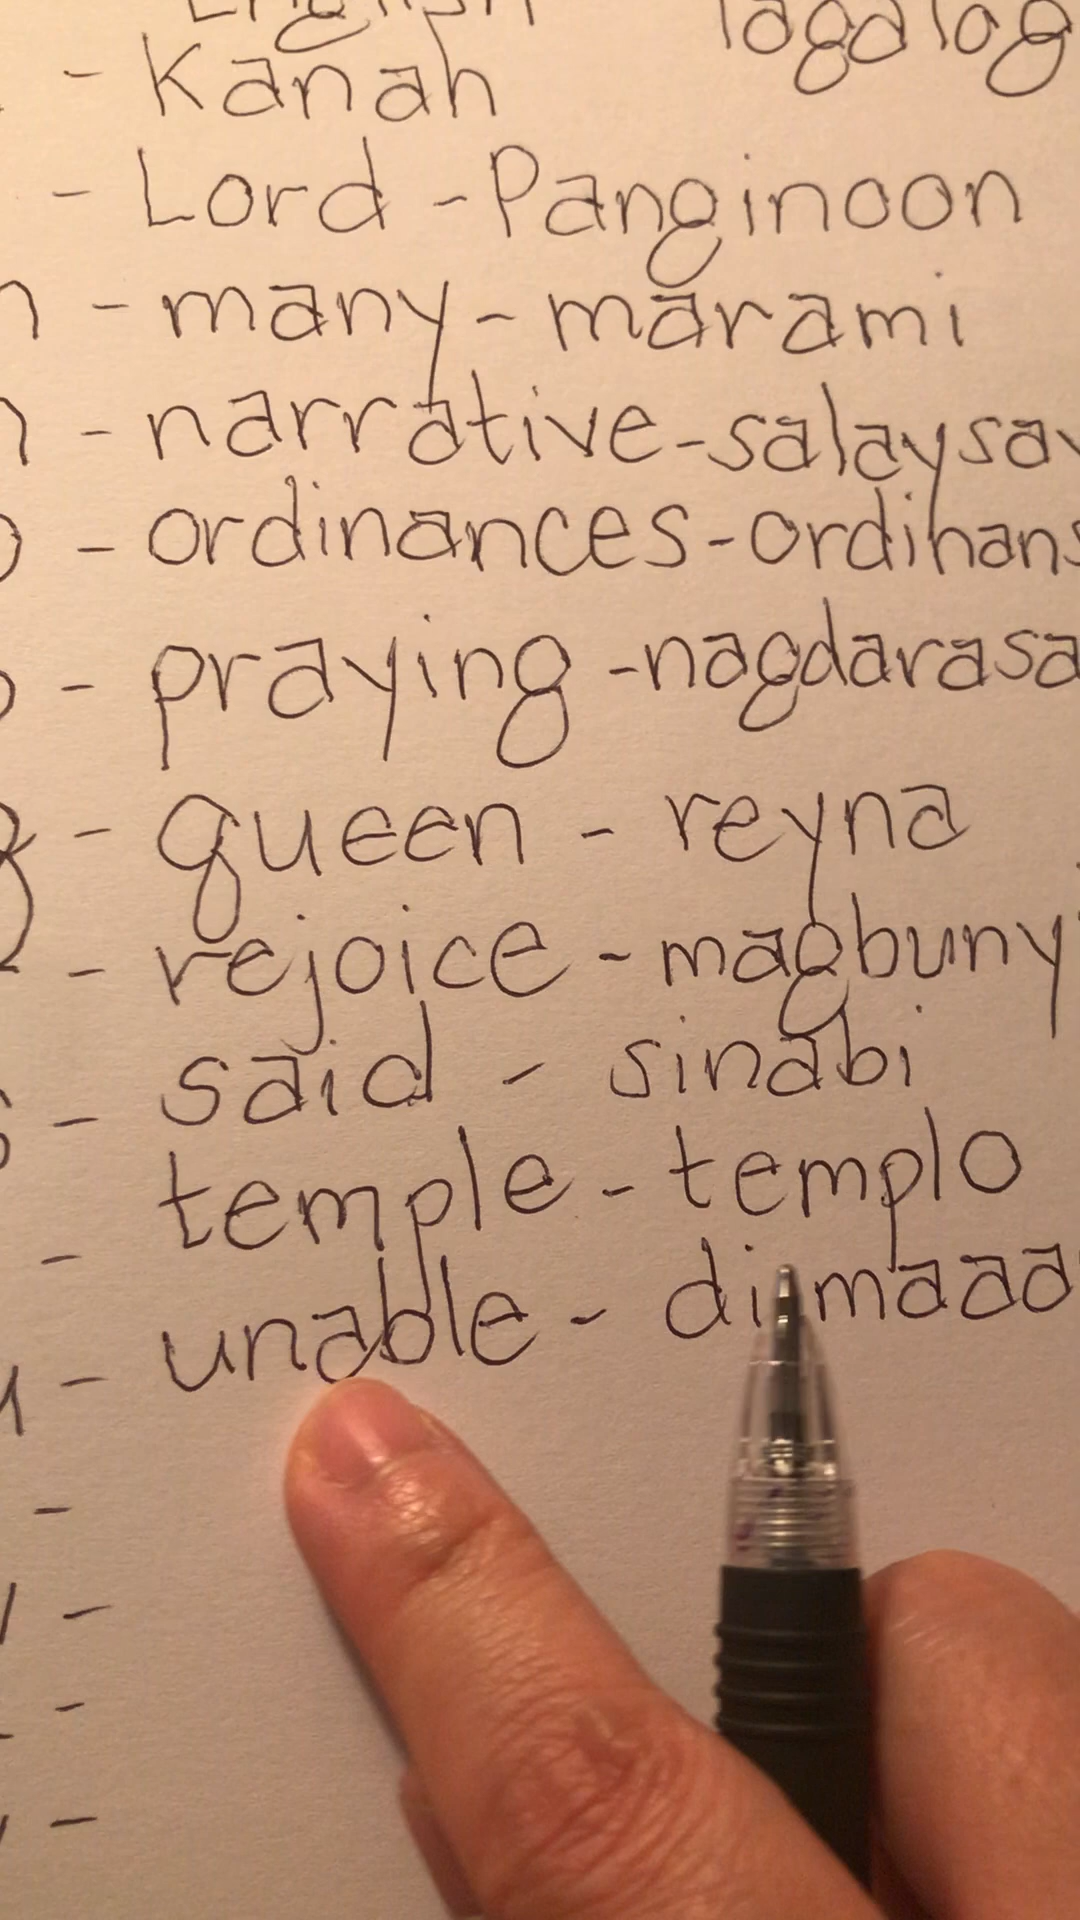 English Tagalog
- Kanah
- Lord - Panginoon
n - many - marami
n - narrative - salaysay
o - ordinances - ordinans
p - praying - nagdarasa
q - queen - reyna
r - rejoice - magbuny
s - said - sinabi
- temple - templo
u - unable - di maaa
-
-
-
-